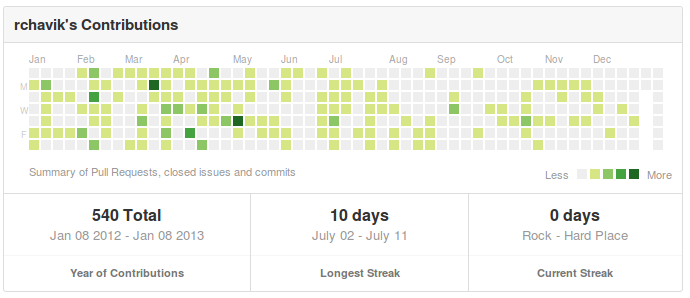 rchavik's Contributions
Jan Feb Mar Apr May Jun Jul Aug Sep Oct Nov Dec
M
W
F
Summary of Pull Requests, closed issues and commits
Less More
540 Total
Jan 08 2012 - Jan 08 2013
Year of Contributions
10 days
July 02 - July 11
Longest Streak
0 days
Rock - Hard Place
Current Streak